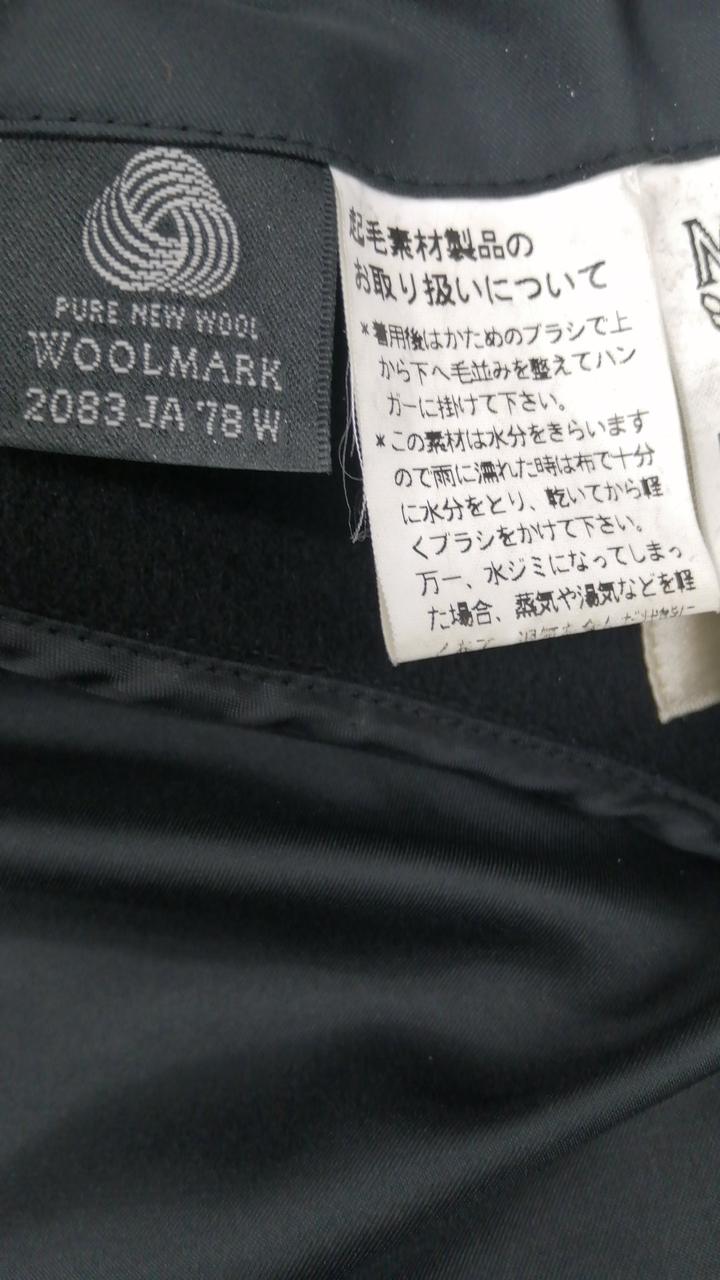 PURE NEW WOOL
WOOLMARK
2083 JA 78 W
起毛素材製品の
お取り扱いについて
*着用後はかためのブラシで上
から下へ毛並みを整えてハン
ガーに掛けて下さい。
*この素材は水分をきらいます
ので雨に濡れた時は布で十分
に水分をとり、乾いてから軽
くブラシをかけて下さい。
万一、水ジミになってしまっ
た場合、蒸気や湯気などを軽